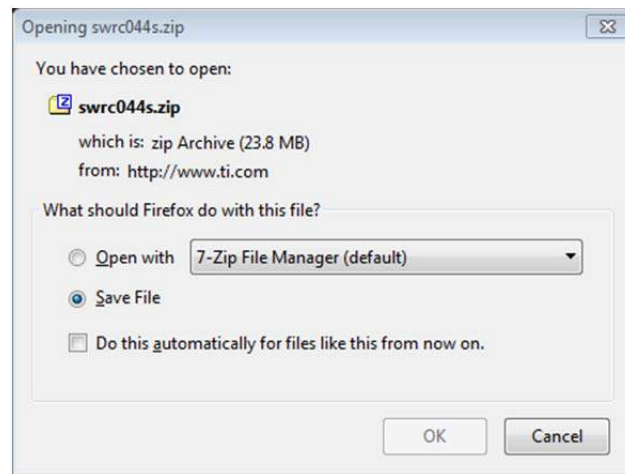 Opening swrc044s.zip
You have chosen to open:
swrc044s.zip
which is: zip Archive (23.8 MB)
from: http://www.ti.com
What should Firefox do with this file?
Open with 7-Zip File Manager (default)
Save File
Do this automatically for files like this from now on.
OK Cancel